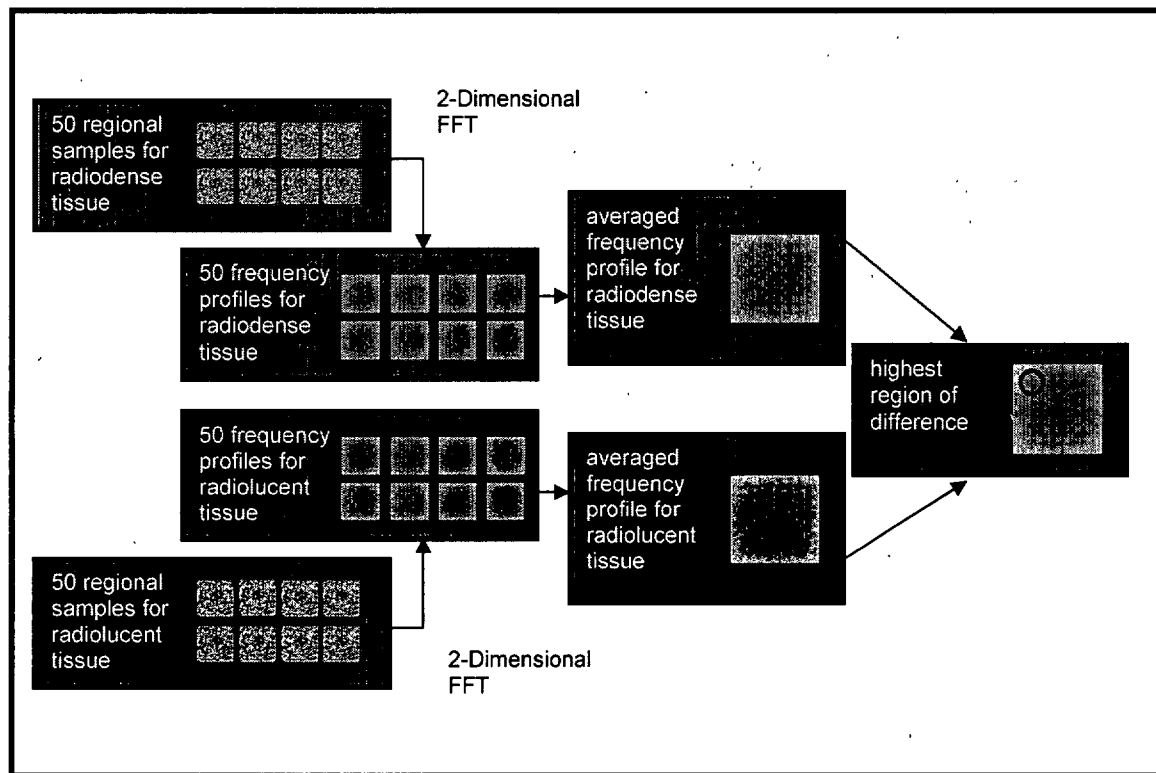 2-Dimensional
FFT
50 regional
samples for
radiodense
tissue
50 frequency
profiles for
radiodense
tissue
averaged
frequency
profile for
radiodense
tissue
highest
region of
difference
50 frequency
profiles for
radiolucent
tissue
averaged
frequency
profile for
radiolucent
tissue
50 regional
samples for
radiolucent
tissue
2-Dimensional
FFT